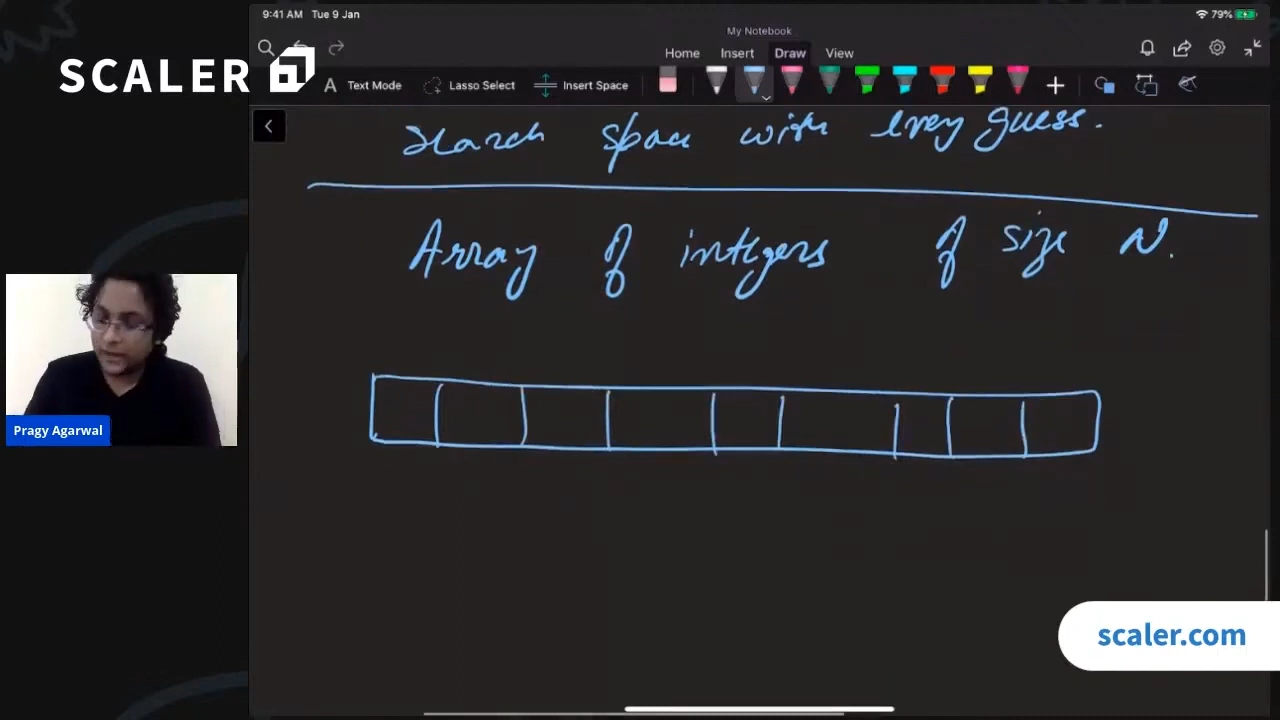 9:41 AM Tue 9 Jan
79%
My Notebook
Home Insert Draw View
SCALER
Text Mode Lasso Select Insert Space
Search space with every guess.
Array of integers of size N.
Pragy Agarwal
scaler.com